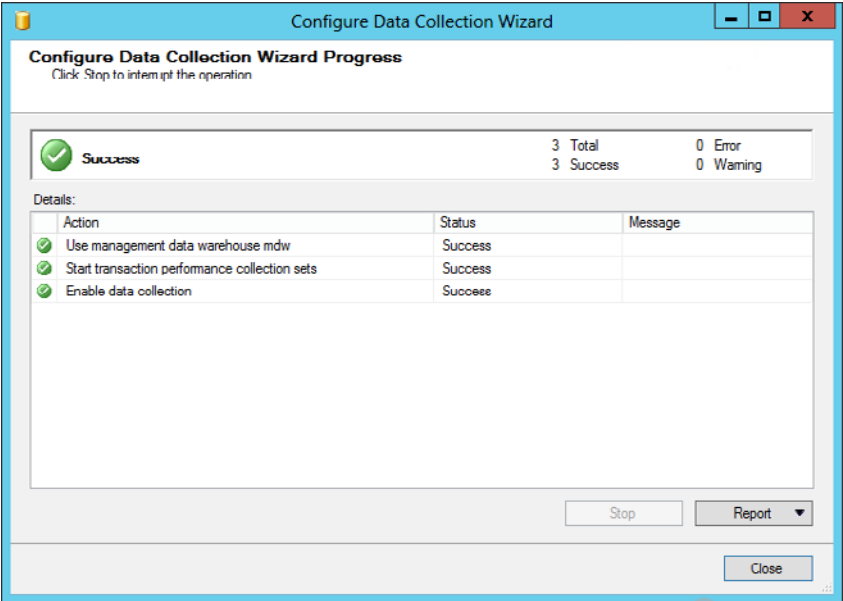 Configure Data Collection Wizard
Configure Data Collection Wizard Progress
Click Stop to interrupt the operation
Success 3 Total 0 Error
3 Success 0 Warning
Details:
Action Status Message
Use management data warehouse mdw Success
Start transaction performance collection sets Success
Enable data collection Success
Stop Report
Close